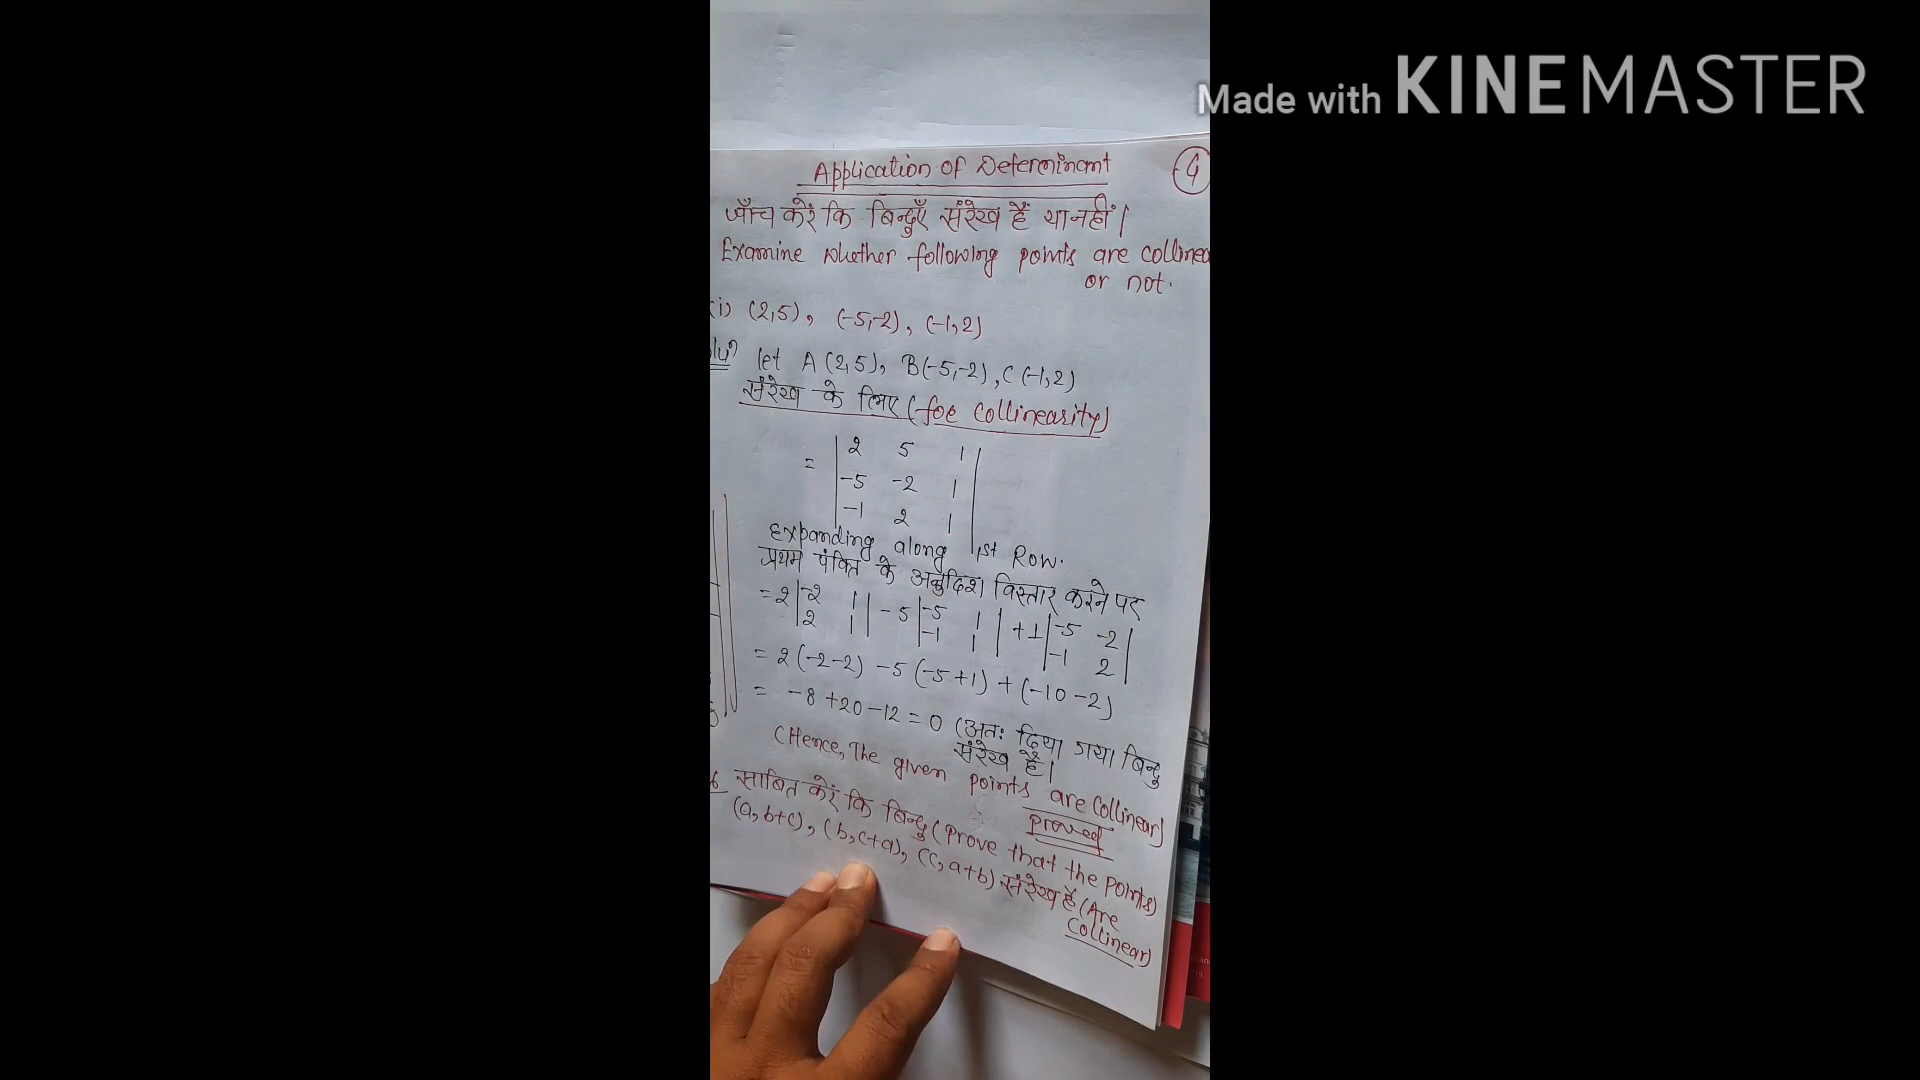 Made with KINEMASTER
Application of Determinant
4
जाँच करें कि बिन्दुएँ संरेख हैं या नहीं।
Examine whether following points are collinea
or not.
(i) (2,5), (-5,-2), (-1,2)
lun let A (2,5), B(-5,-2), C (-1,2)
संरेख के लिए (for collinearity)
= | 2 5 1 |
| -5 -2 1 |
| -1 2 1 |
Expanding along 1st Row.
प्रथम पंक्ति के अनुदिश विस्तार करने पर
= 2 | -2 1 | - 5 | -5 1 | + 1 | -5 -2 |
| 2 1 | | -1 1 | | -1 2 |
= 2 (-2-2) -5 (-5+1) + (-10-2)
= -8 +20 -12 = 0 (अतः दिया गया बिन्दु
संरेख है।
(Hence, The given points are Collinear)
Proved
साबित करें कि बिन्दु (Prove that the points)
(a, b+c), (b, c+a), (c, a+b) संरेख हैं (Are
Collinear)